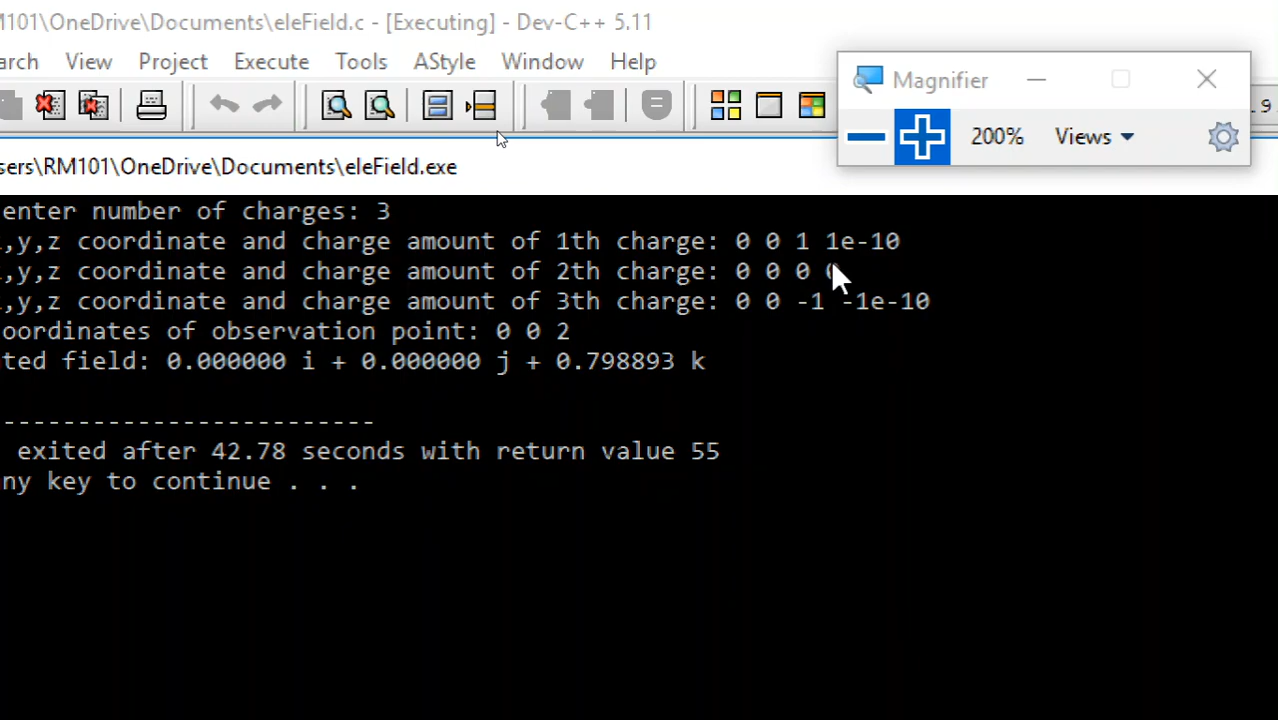 M101\OneDrive\Documents\eleField.c - [Executing] - Dev-C++ 5.11
arch View Project Execute Tools AStyle Window Help
Magnifier
.9
200% Views
sers\RM101\OneDrive\Documents\eleField.exe
enter number of charges: 3
,y,z coordinate and charge amount of 1th charge: 0 0 1 1e-10
,y,z coordinate and charge amount of 2th charge: 0 0 0 0
,y,z coordinate and charge amount of 3th charge: 0 0 -1 -1e-10
oordinates of observation point: 0 0 2
ted field: 0.000000 i + 0.000000 j + 0.798893 k
-------------------------
exited after 42.78 seconds with return value 55
ny key to continue . . .